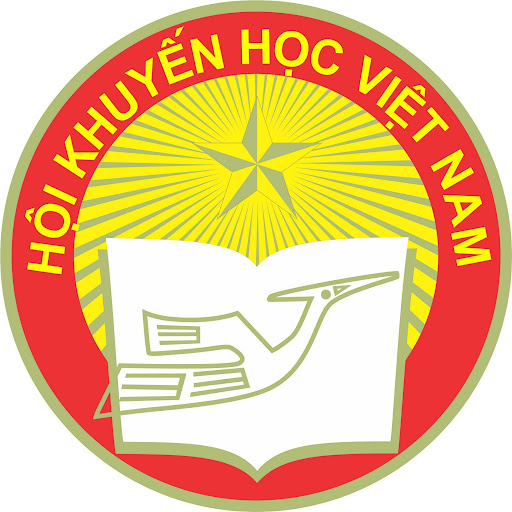 HỘI KHUYẾN HỌC VIỆT NAM